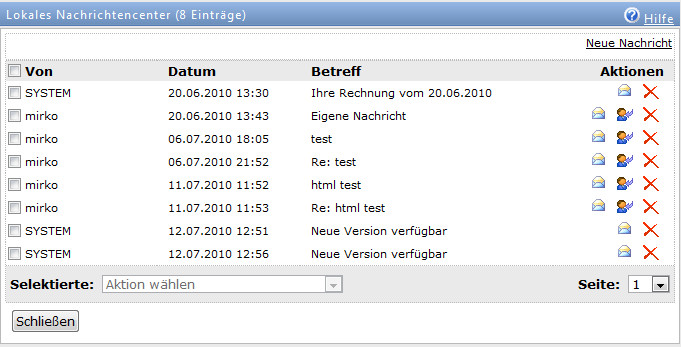 Lokales Nachrichtencenter (8 Einträge) Hilfe
Neue Nachricht
Von Datum Betreff Aktionen
SYSTEM 20.06.2010 13:30 Ihre Rechnung vom 20.06.2010
mirko 20.06.2010 13:43 Eigene Nachricht
mirko 06.07.2010 18:05 test
mirko 06.07.2010 21:52 Re: test
mirko 11.07.2010 11:52 html test
mirko 11.07.2010 11:53 Re: html test
SYSTEM 12.07.2010 12:51 Neue Version verfügbar
SYSTEM 12.07.2010 12:56 Neue Version verfügbar
Selektierte: Aktion wählen Seite: 1
Schließen